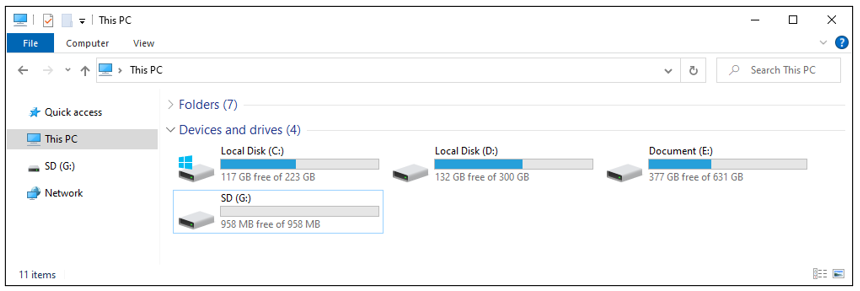 This PC
File Computer View
This PC Search This PC
Quick access
This PC
SD (G:)
Network
Folders (7)
Devices and drives (4)
Local Disk (C:)
117 GB free of 223 GB
Local Disk (D:)
132 GB free of 300 GB
Document (E:)
377 GB free of 631 GB
SD (G:)
958 MB free of 958 MB
11 items